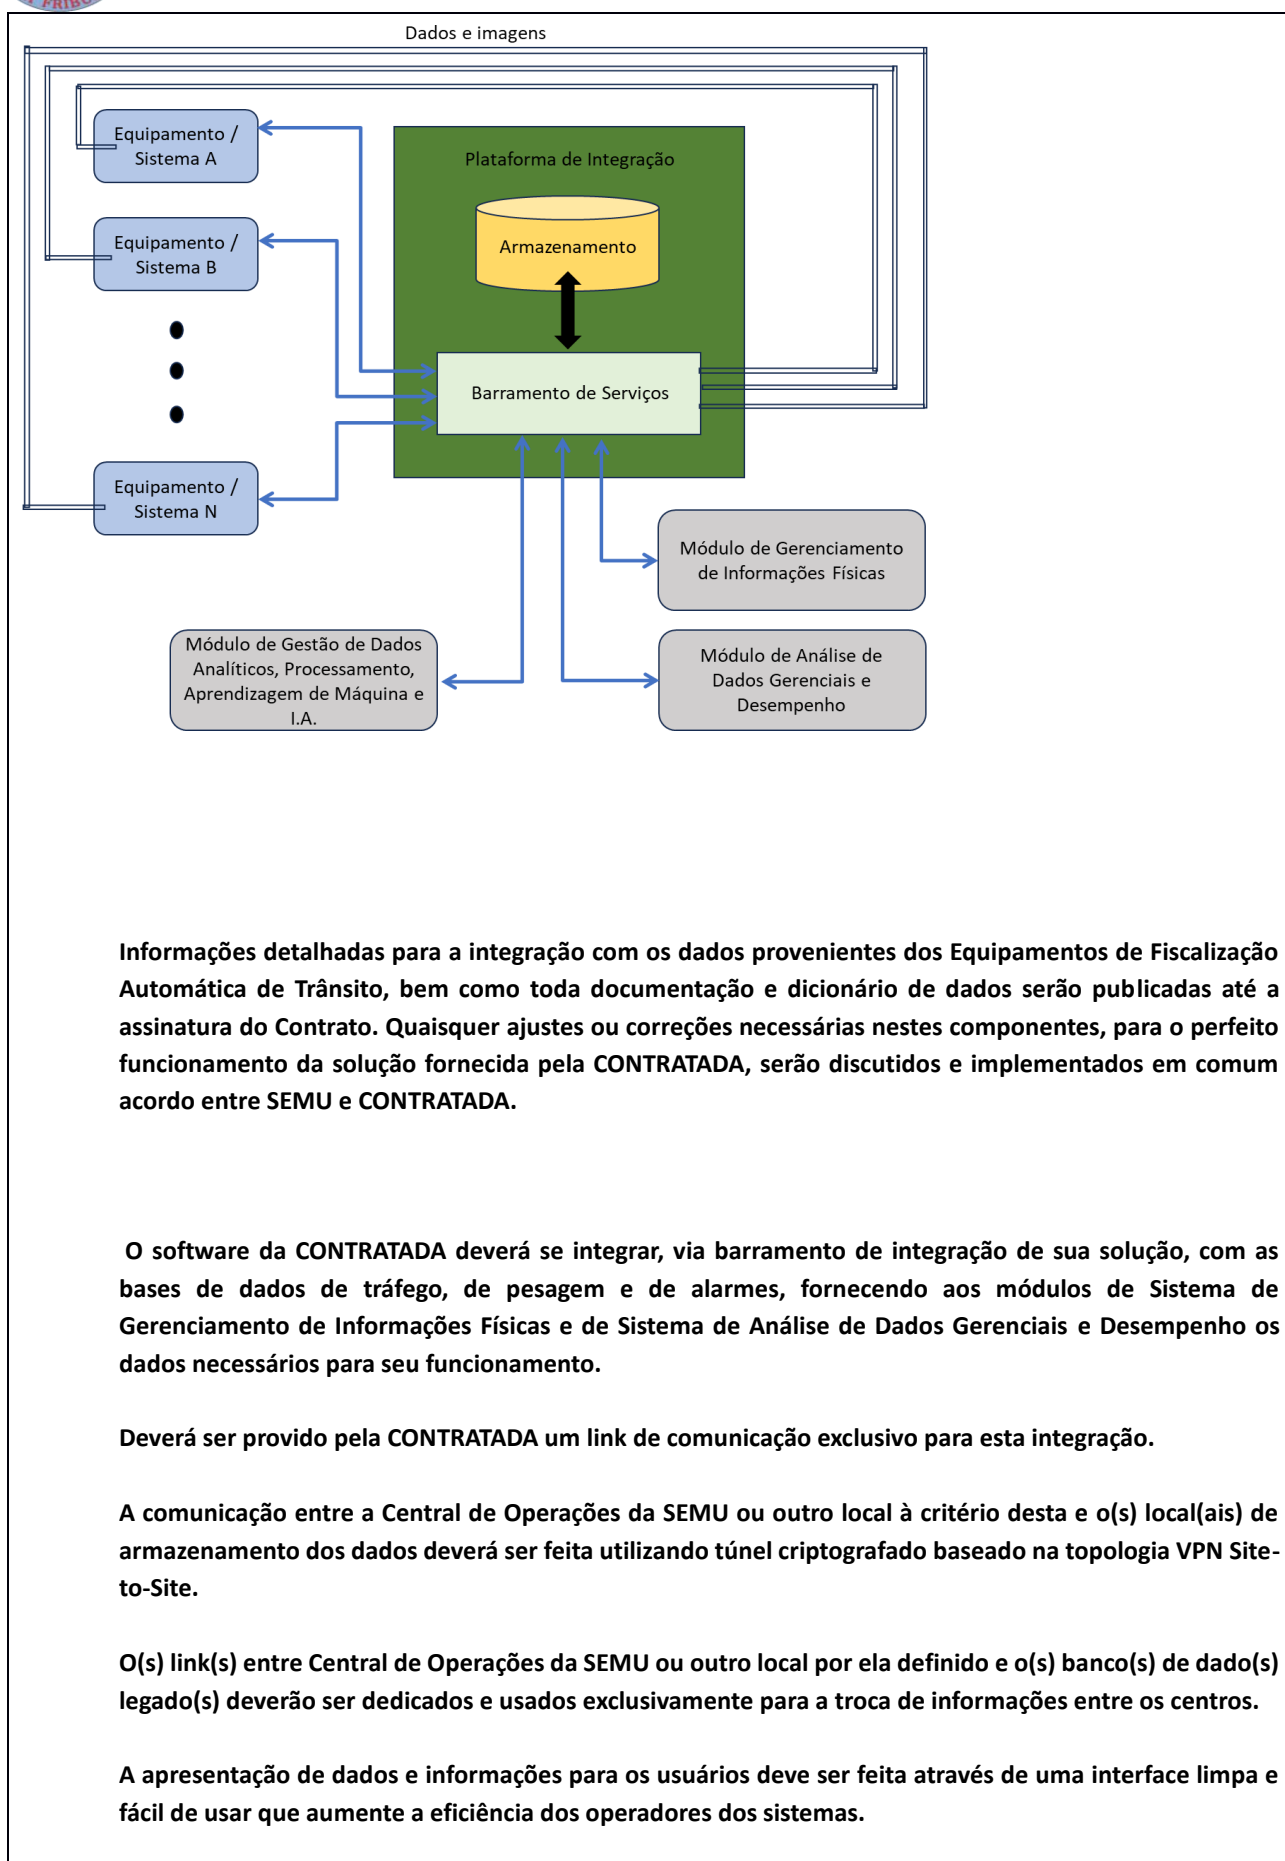 FRIBU
Dados e imagens
Equipamento /
Sistema A
Plataforma de Integração
Armazenamento
Equipamento /
Sistema B
Barramento de Serviços
Equipamento /
Sistema N
Módulo de Gerenciamento
de Informações Físicas
Módulo de Gestão de Dados
Analíticos, Processamento,
Aprendizagem de Máquina e
I.A.
Módulo de Análise de
Dados Gerenciais e
Desempenho
Informações detalhadas para a integração com os dados provenientes dos Equipamentos de Fiscalização
Automática de Trânsito, bem como toda documentação e dicionário de dados serão publicadas até a
assinatura do Contrato. Quaisquer ajustes ou correções necessárias nestes componentes, para o perfeito
funcionamento da solução fornecida pela CONTRATADA, serão discutidos e implementados em comum
acordo entre SEMU e CONTRATADA.
O software da CONTRATADA deverá se integrar, via barramento de integração de sua solução, com as
bases de dados de tráfego, de pesagem e de alarmes, fornecendo aos módulos de Sistema de
Gerenciamento de Informações Físicas e de Sistema de Análise de Dados Gerenciais e Desempenho os
dados necessários para seu funcionamento.
Deverá ser provido pela CONTRATADA um link de comunicação exclusivo para esta integração.
A comunicação entre a Central de Operações da SEMU ou outro local à critério desta e o(s) local(ais) de
armazenamento dos dados deverá ser feita utilizando túnel criptografado baseado na topologia VPN Site-
to-Site.
O(s) link(s) entre Central de Operações da SEMU ou outro local por ela definido e o(s) banco(s) de dado(s)
legado(s) deverão ser dedicados e usados exclusivamente para a troca de informações entre os centros.
A apresentação de dados e informações para os usuários deve ser feita através de uma interface limpa e
fácil de usar que aumente a eficiência dos operadores dos sistemas.